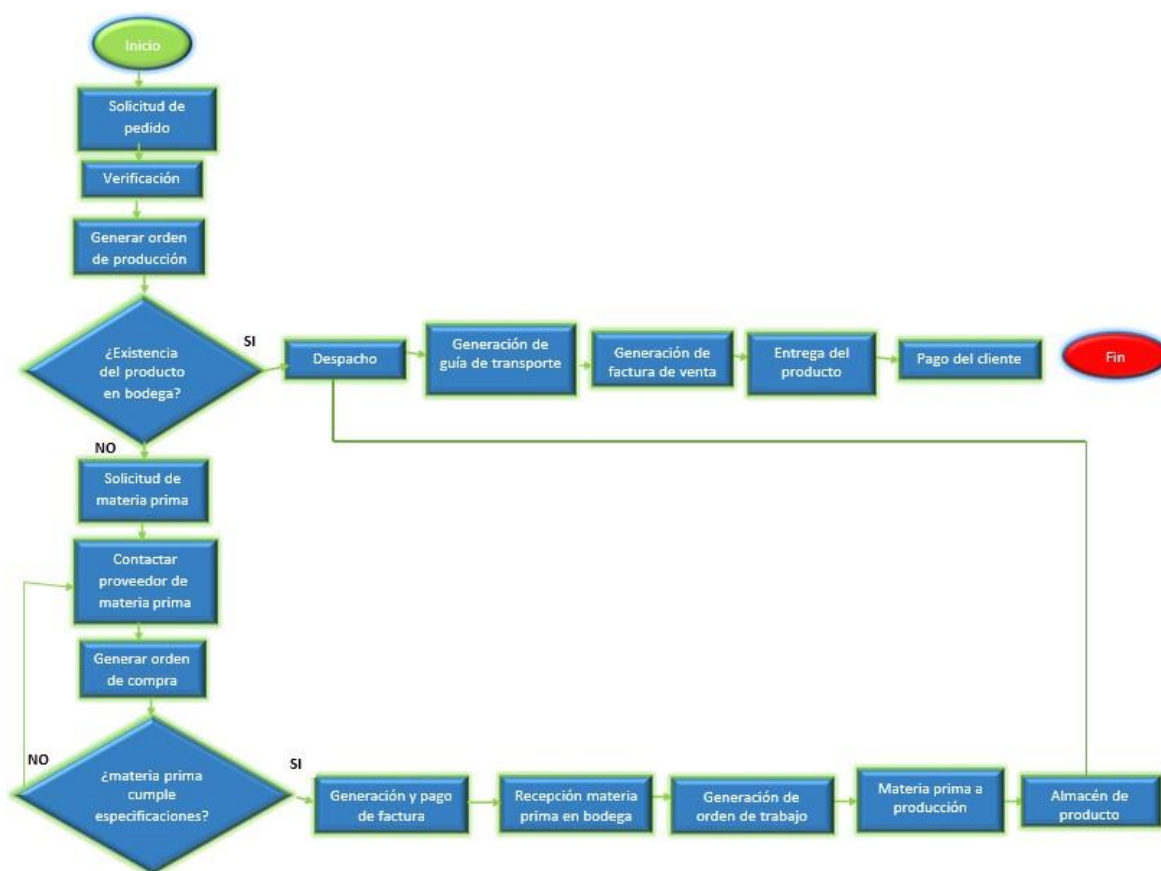 Inicio
Solicitud de
pedido
Verificación
Generar orden
de producción
¿Existencia
del producto
en bodega?
SI
Despacho
Generación de
guía de transporte
Generación de
factura de venta
Entrega del
producto
Pago del cliente
Fin
NO
Solicitud de
materia prima
Contactar
proveedor de
materia prima
Generar orden
de compra
NO
¿materia prima
cumple
especificaciones?
SI
Generación y pago
de factura
Recepción materia
prima en bodega
Generación de
orden de trabajo
Materia prima a
producción
Almacén de
producto